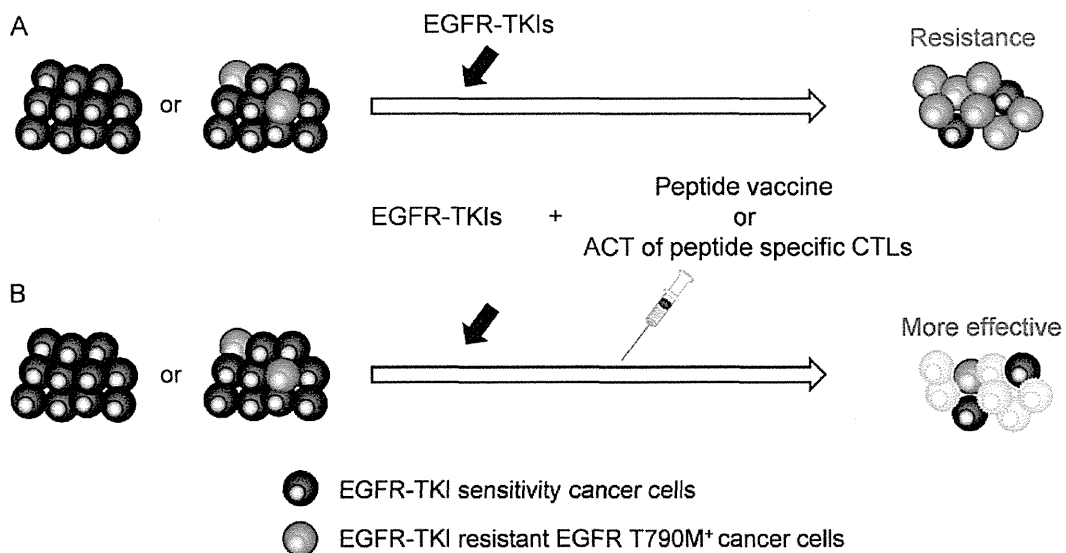 A
EGFR-TKIs
Resistance
or
EGFR-TKIs + Peptide vaccine
or
ACT of peptide specific CTLs
B
More effective
or
EGFR-TKI sensitivity cancer cells
EGFR-TKI resistant EGFR T790M⁺ cancer cells